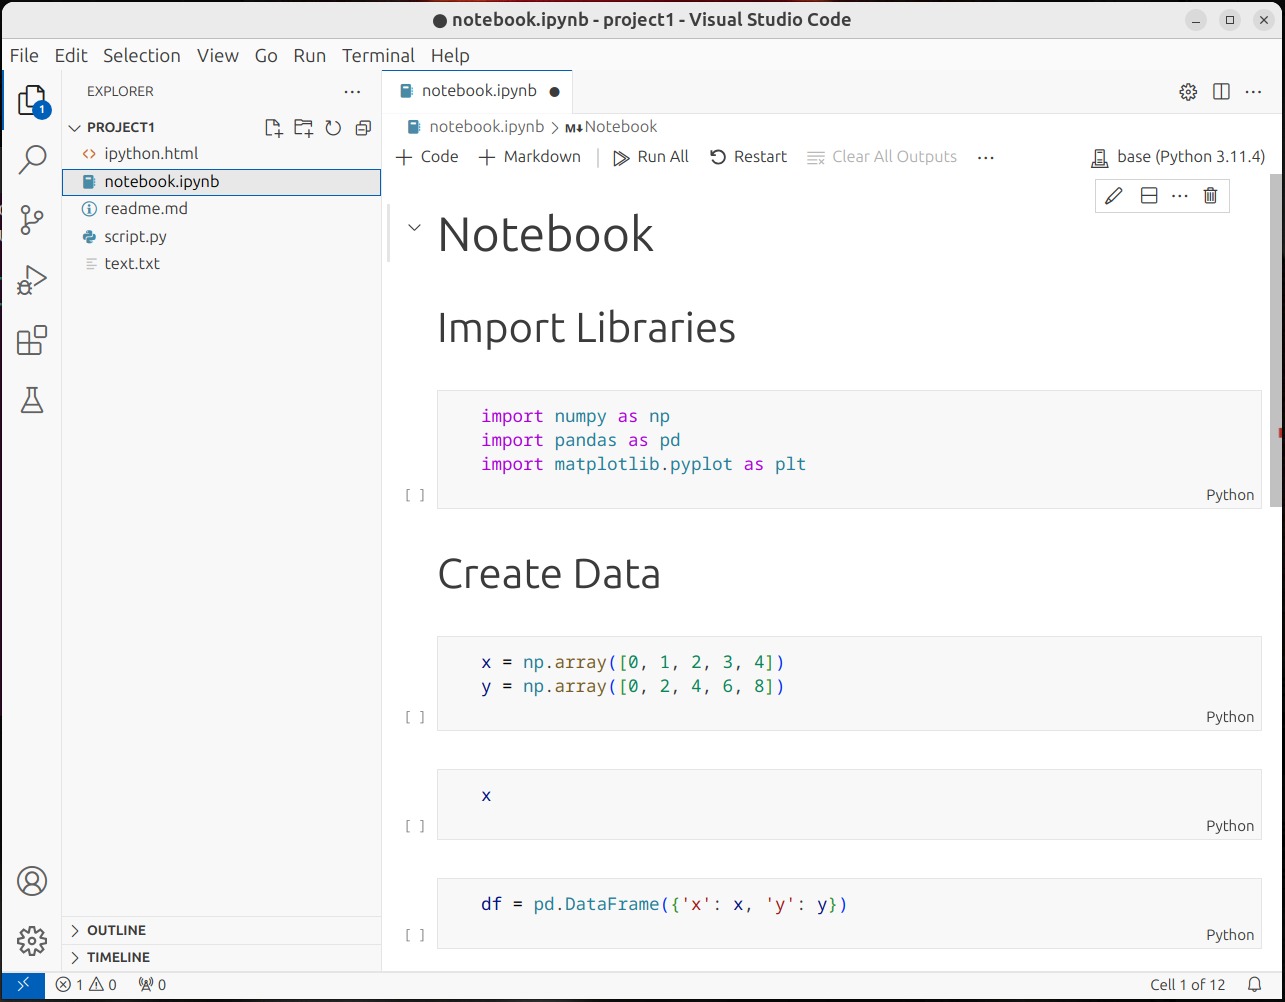 notebook.ipynb - project1 - Visual Studio Code
File Edit Selection View Go Run Terminal Help
1
EXPLORER
PROJECT1
ipython.html
notebook.ipynb
readme.md
script.py
text.txt
OUTLINE
TIMELINE
notebook.ipynb
notebook.ipynb > M↓ Notebook
+ Code + Markdown | Run All Restart Clear All Outputs ... base (Python 3.11.4)
Notebook
Import Libraries
import numpy as np
import pandas as pd
import matplotlib.pyplot as plt
[ ] Python
Create Data
x = np.array([0, 1, 2, 3, 4])
y = np.array([0, 2, 4, 6, 8])
[ ] Python
x
[ ] Python
df = pd.DataFrame({'x': x, 'y': y})
[ ] Python
1 0 0 Cell 1 of 12